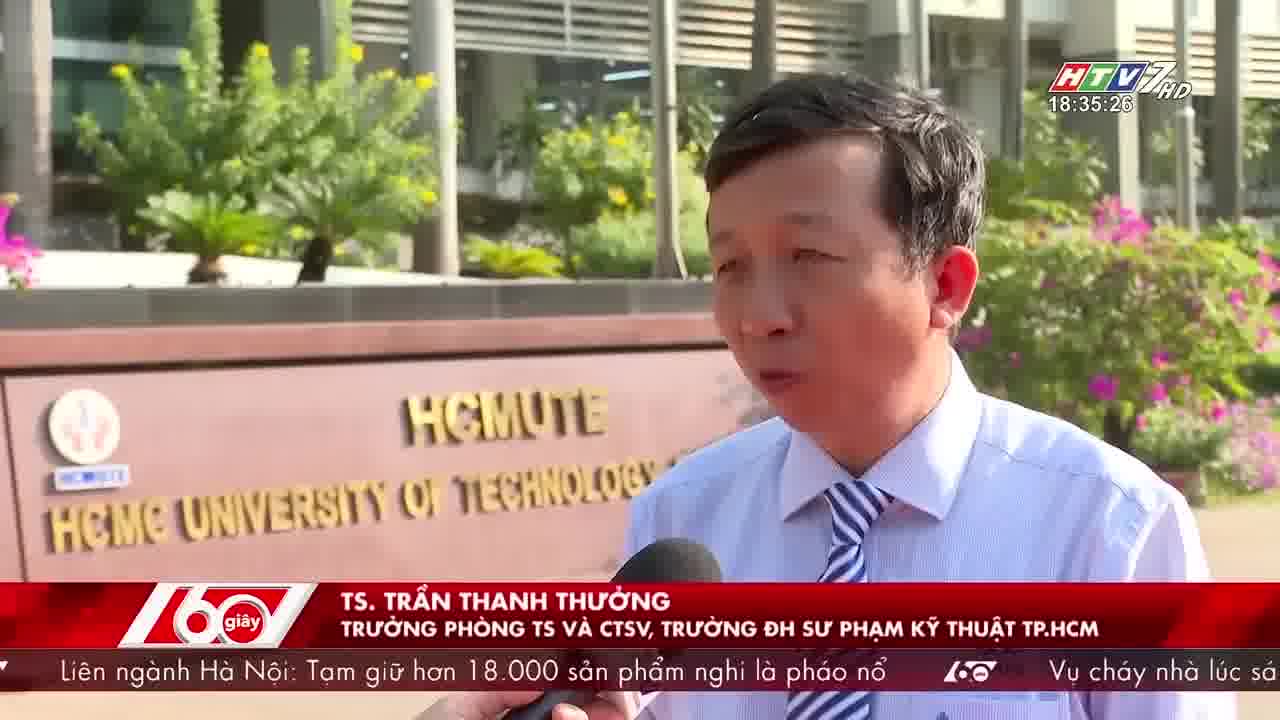 HTV7 HD
18:35:26
HCMUTE
HCMUTE
HCMC UNIVERSITY OF TECHNOLOGY
60 giây
TS. TRẦN THANH THƯỞNG
TRƯỞNG PHÒNG TS VÀ CTSV, TRƯỜNG ĐH SƯ PHẠM KỸ THUẬT TP.HCM
Liên ngành Hà Nội: Tạm giữ hơn 18.000 sản phẩm nghi là pháo nổ 60 Vụ cháy nhà lúc sá